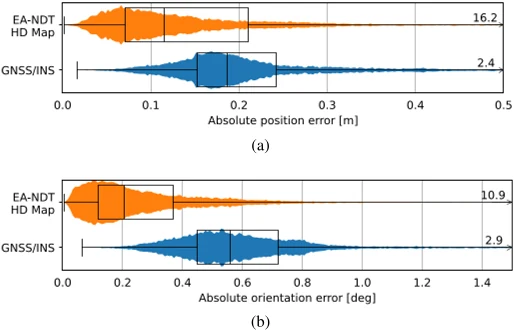 EA-NDT
HD Map
16.2
GNSS/INS
2.4
0.0 0.1 0.2 0.3 0.4 0.5
Absolute position error [m]
(a)
EA-NDT
HD Map
10.9
GNSS/INS
2.9
0.0 0.2 0.4 0.6 0.8 1.0 1.2 1.4
Absolute orientation error [deg]
(b)